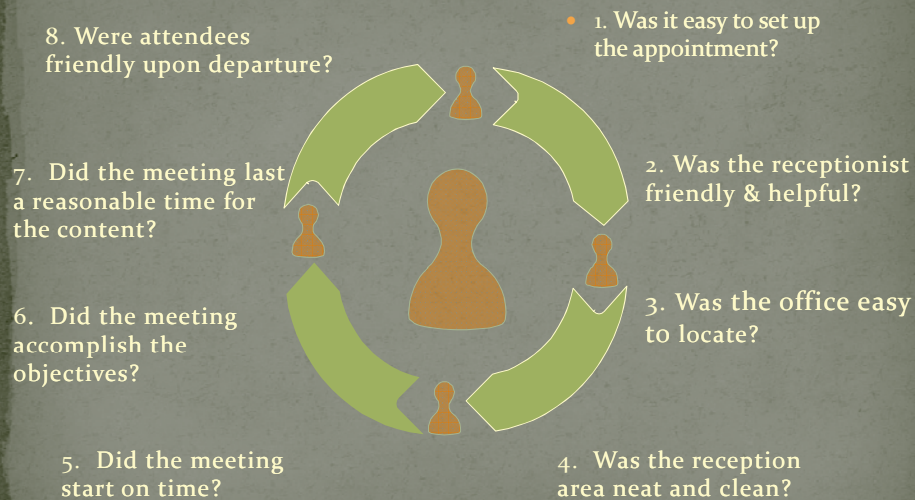 • 1. Was it easy to set up
the appointment?
2. Was the receptionist
friendly & helpful?
3. Was the office easy
to locate?
4. Was the reception
area neat and clean?
5. Did the meeting
start on time?
6. Did the meeting
accomplish the
objectives?
7. Did the meeting last
a reasonable time for
the content?
8. Were attendees
friendly upon departure?